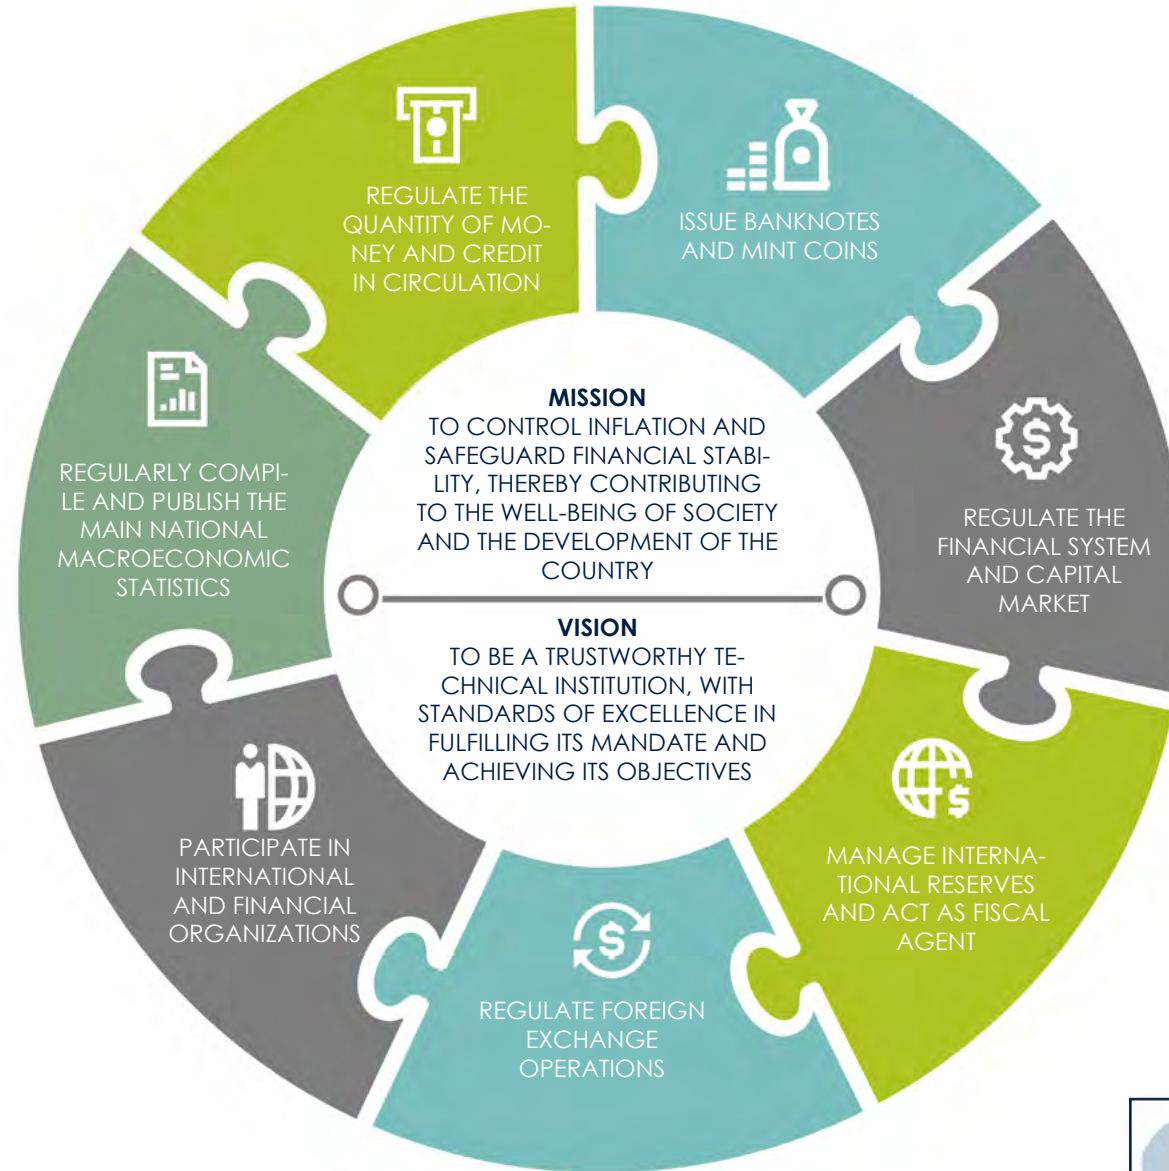 REGULATE THE
QUANTITY OF MO-
NEY AND CREDIT
IN CIRCULATION
ISSUE BANKNOTES
AND MINT COINS
REGULATE THE
FINANCIAL SYSTEM
AND CAPITAL
MARKET
MANAGE INTERNA-
TIONAL RESERVES
AND ACT AS FISCAL
AGENT
REGULATE FOREIGN
EXCHANGE
OPERATIONS
PARTICIPATE IN
INTERNATIONAL
AND FINANCIAL
ORGANIZATIONS
REGULARLY COMPI-
LE AND PUBLISH THE
MAIN NATIONAL
MACROECONOMIC
STATISTICS
MISSION
TO CONTROL INFLATION AND
SAFEGUARD FINANCIAL STABI-
LITY, THEREBY CONTRIBUTING
TO THE WELL-BEING OF SOCIETY
AND THE DEVELOPMENT OF THE
COUNTRY
VISION
TO BE A TRUSTWORTHY TE-
CHNICAL INSTITUTION, WITH
STANDARDS OF EXCELLENCE IN
FULFILLING ITS MANDATE AND
ACHIEVING ITS OBJECTIVES